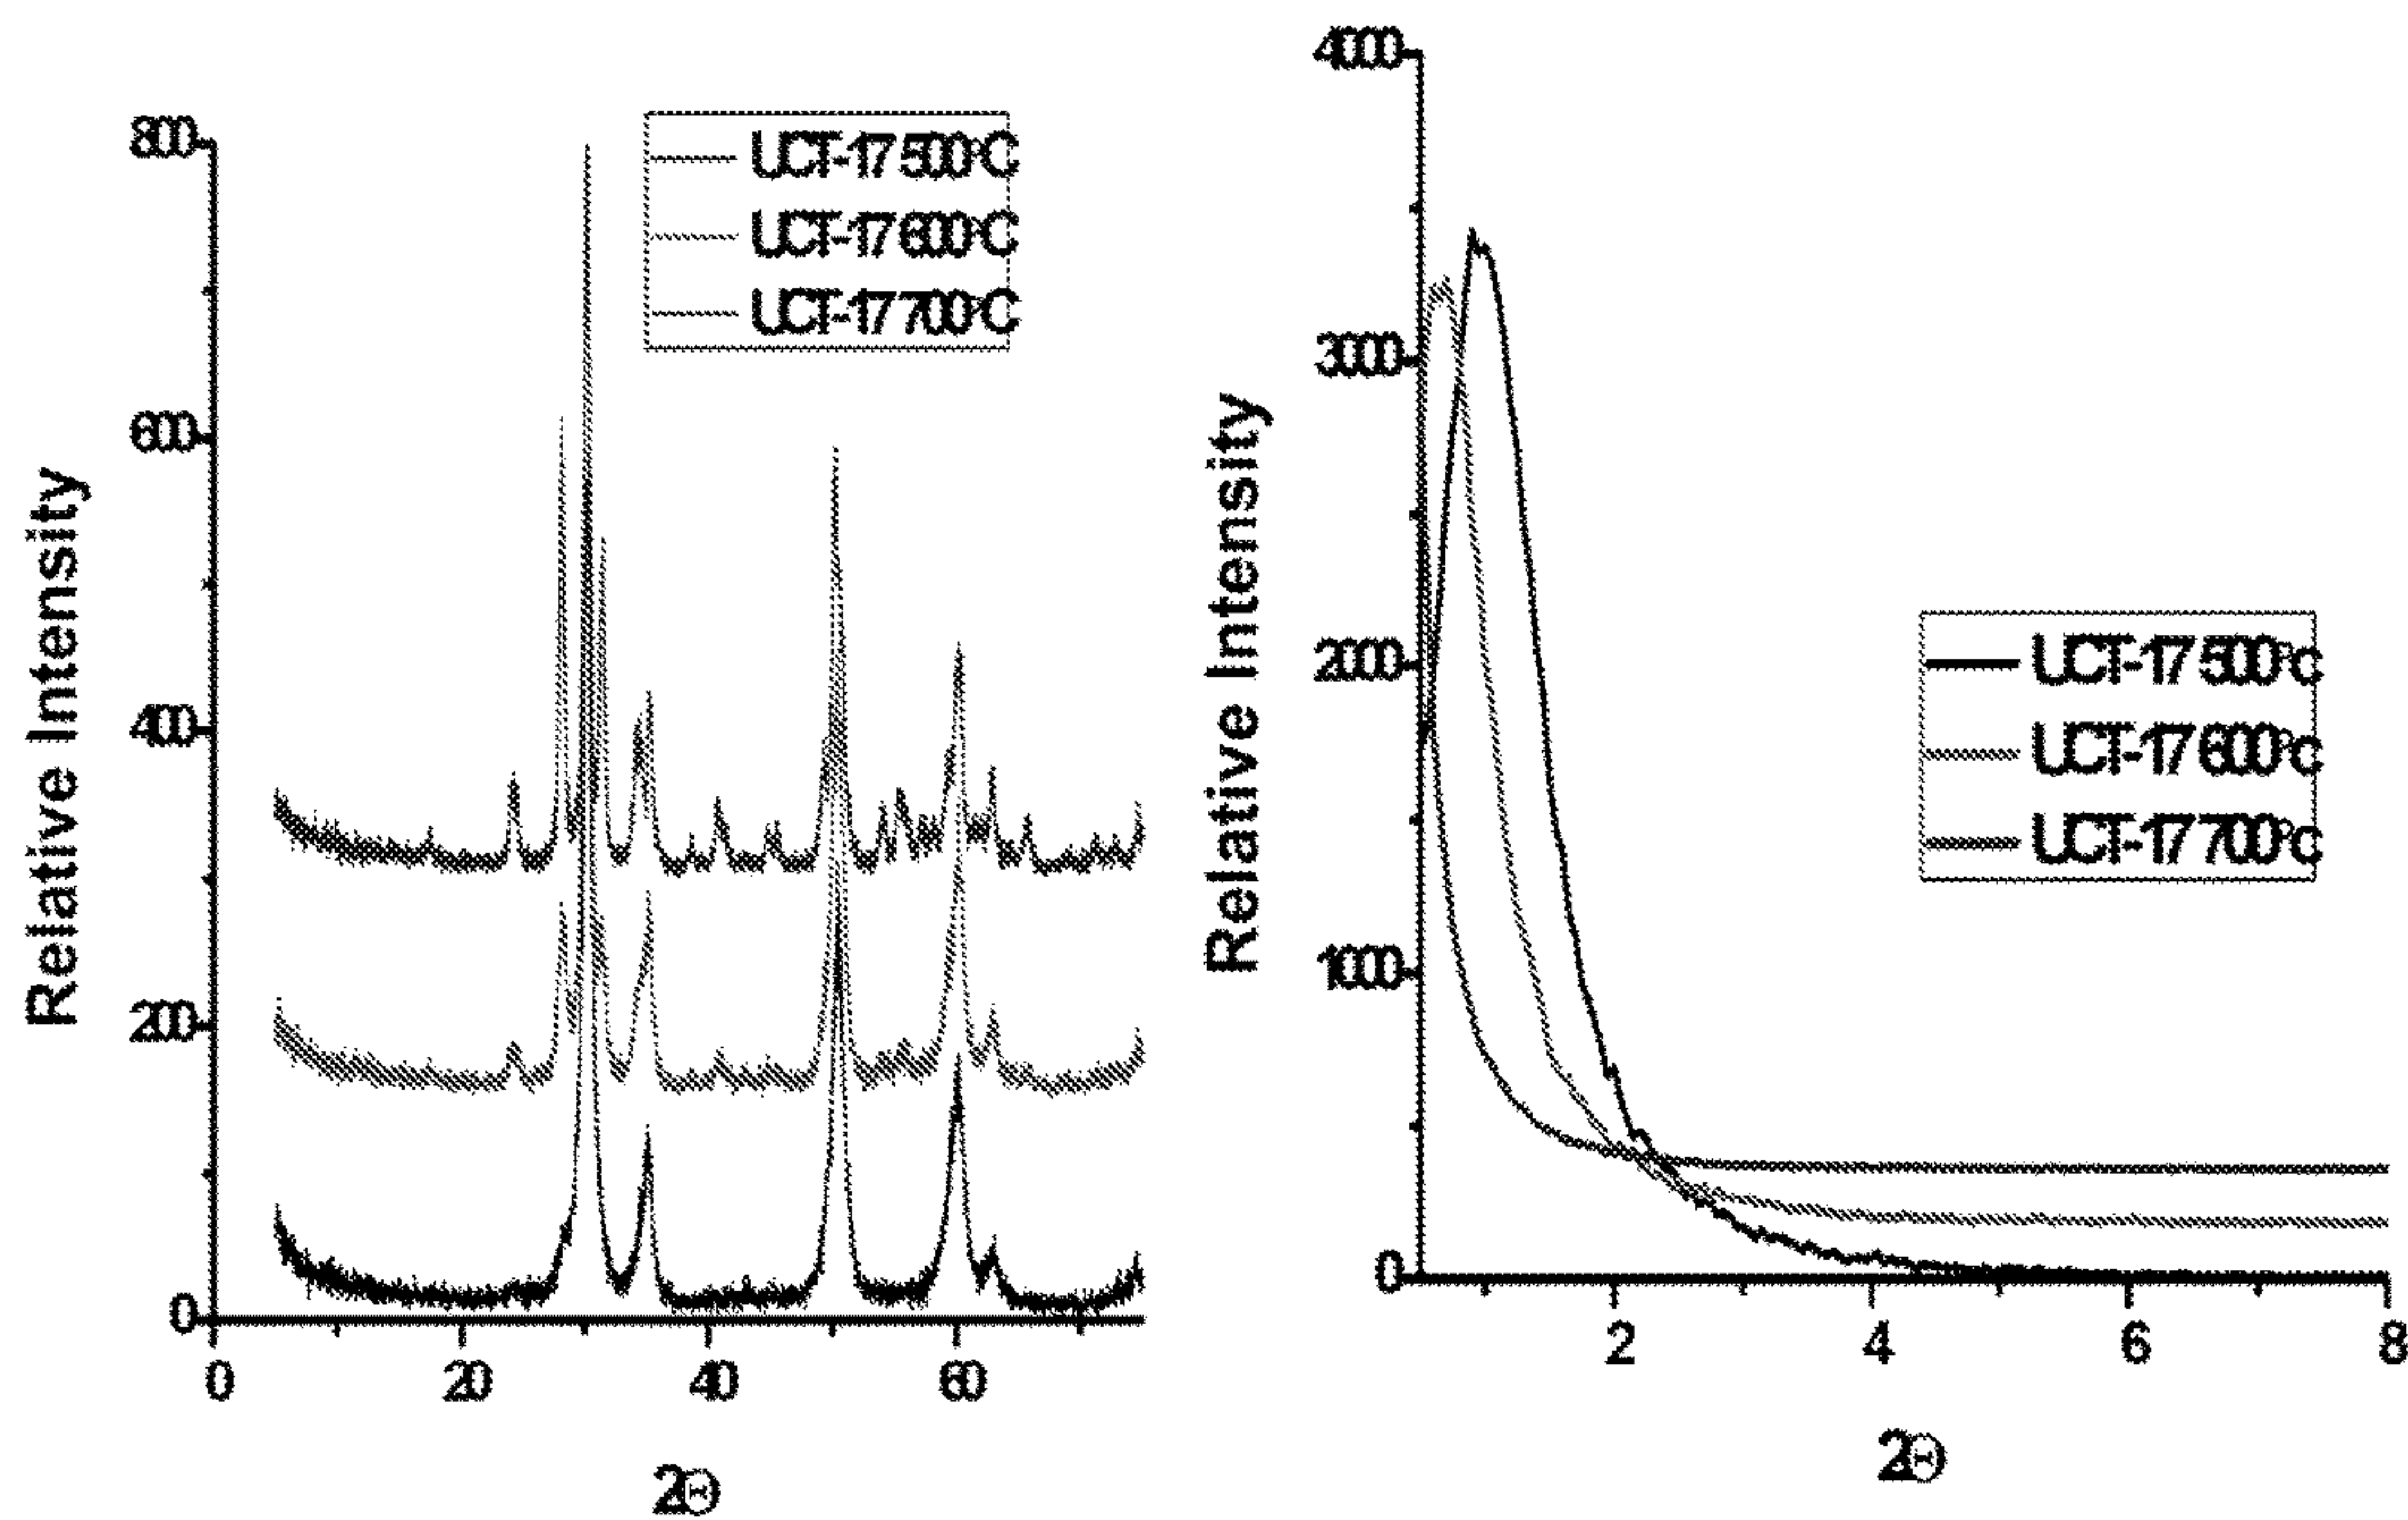 Relative Intensity
800
600
400
200
0
0 20 40 60
2Θ
UCT-17 500°C
UCT-17 600°C
UCT-17 700°C
Relative Intensity
4000
3000
2000
1000
0
2 4 6 8
2Θ
UCT-17 500°c
UCT-17 600°c
UCT-17 700°c